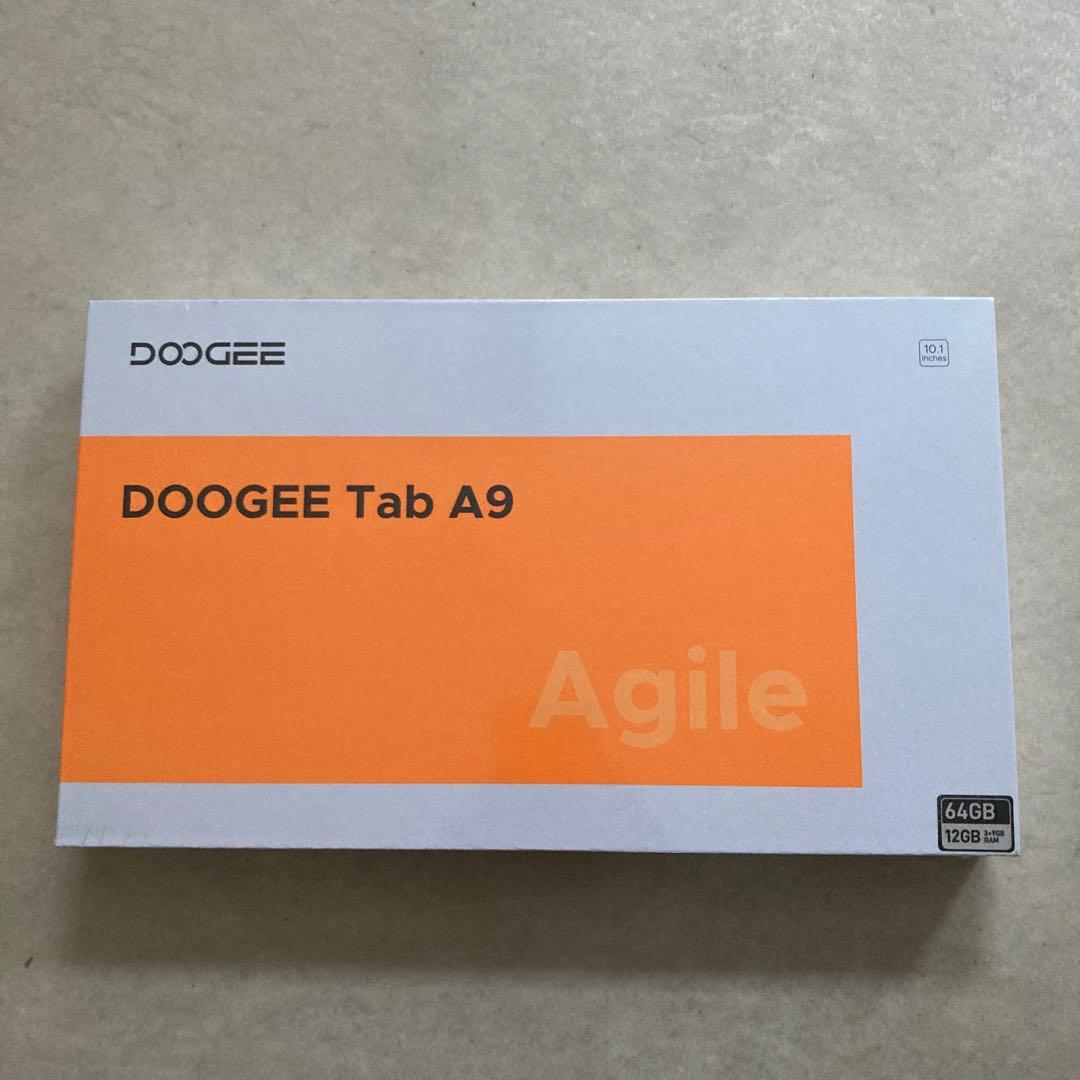 DOOGEE
10.1
inches
DOOGEE Tab A9
Agile
64GB
12GB 3+9GB
RAM